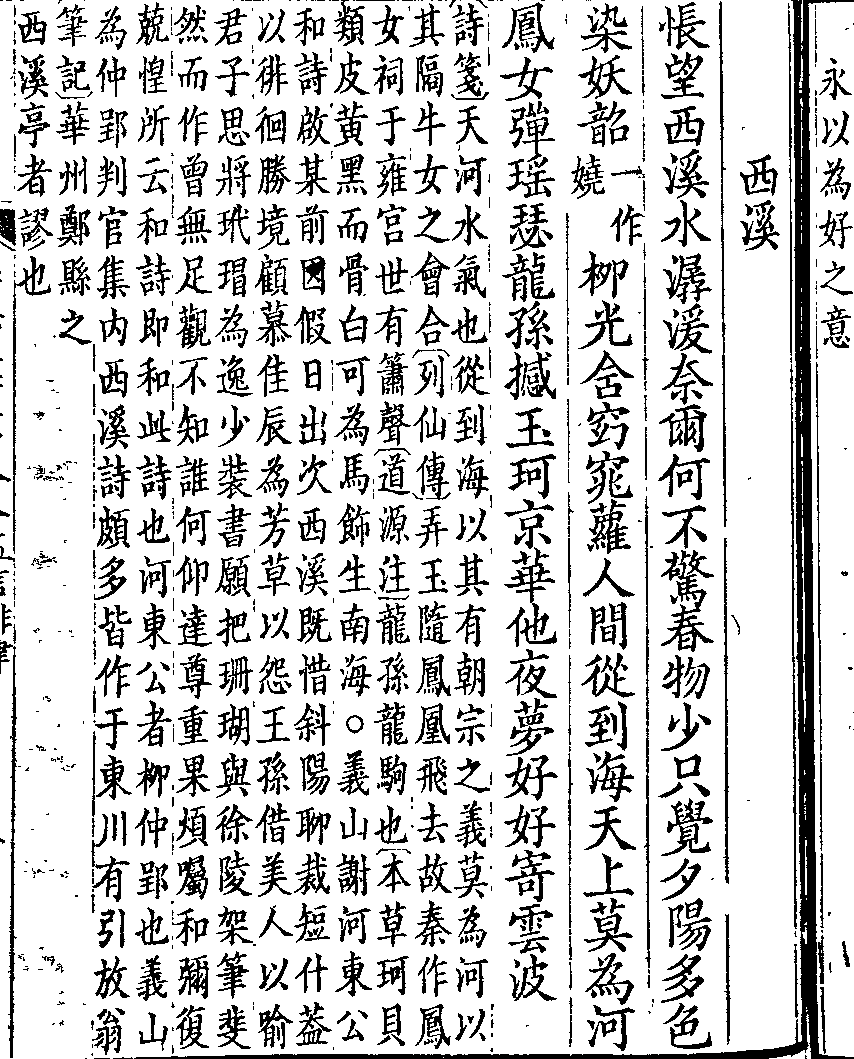 永以為好之意
西溪
悵望西溪水潺湲奈爾何不驚春物少只覺夕陽多色
染妖韶一作嬈柳光含窈窕蘿人間從到海天上莫為河
鳳女彈瑤瑟龍孫撼玉珂京華他夜夢好好寄雲波
詩箋天河水氣也從到海以其有朝宗之義莫為河以
其隔牛女之會合列仙傳弄玉隨鳳凰飛去故秦作鳳
女祠于雍宮世有簫聲道源注龍孫龍駒也本草珂貝
類皮黃黑而骨白可為馬飾生南海○義山謝河東公
和詩啟某前因假日出次西溪既惜斜陽聊裁短什蓋
以徘徊勝境顧慕佳辰為芳草以怨王孫借美人以喻
君子思將玳瑁為逸少裝書願把珊瑚與徐陵架筆斐
然而作曾無足觀不知誰何仰達尊重果煩囑和彌復
兢惶所云和詩即和此詩也河東公者柳仲郢也義山
為仲郢判官集內西溪詩頗多皆作于東川有引放翁
筆記華州鄭縣之
西溪亭者謬也